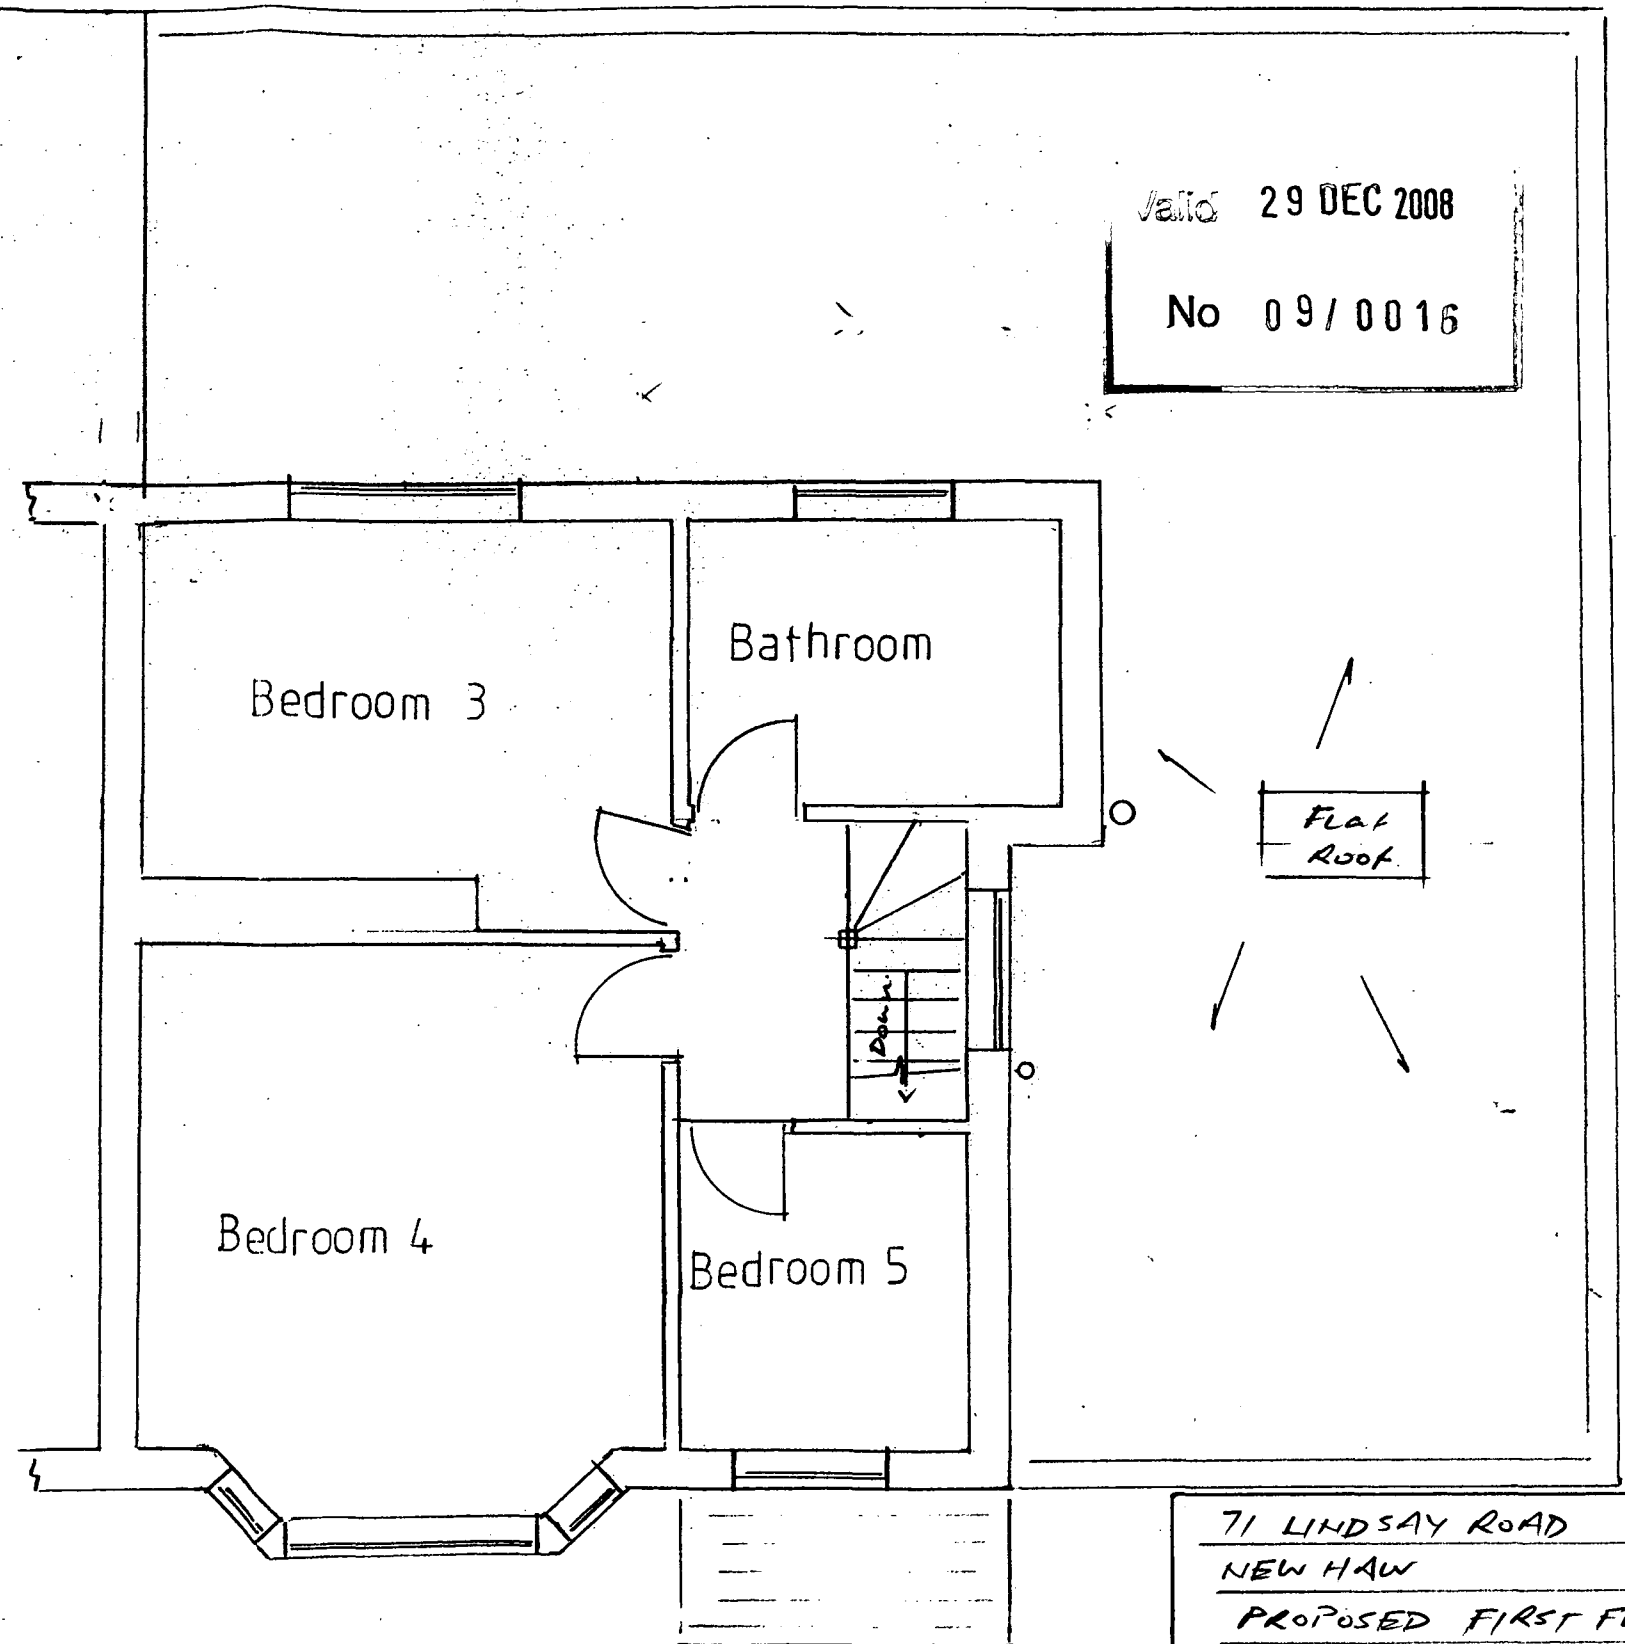 Valid 29 DEC 2008
No 09/0016
Bathroom
Bedroom 3
Flat
Roof.
Down
Bedroom 4
Bedroom 5
71 LINDSAY ROAD
NEW HAW
PROPOSED FIRST